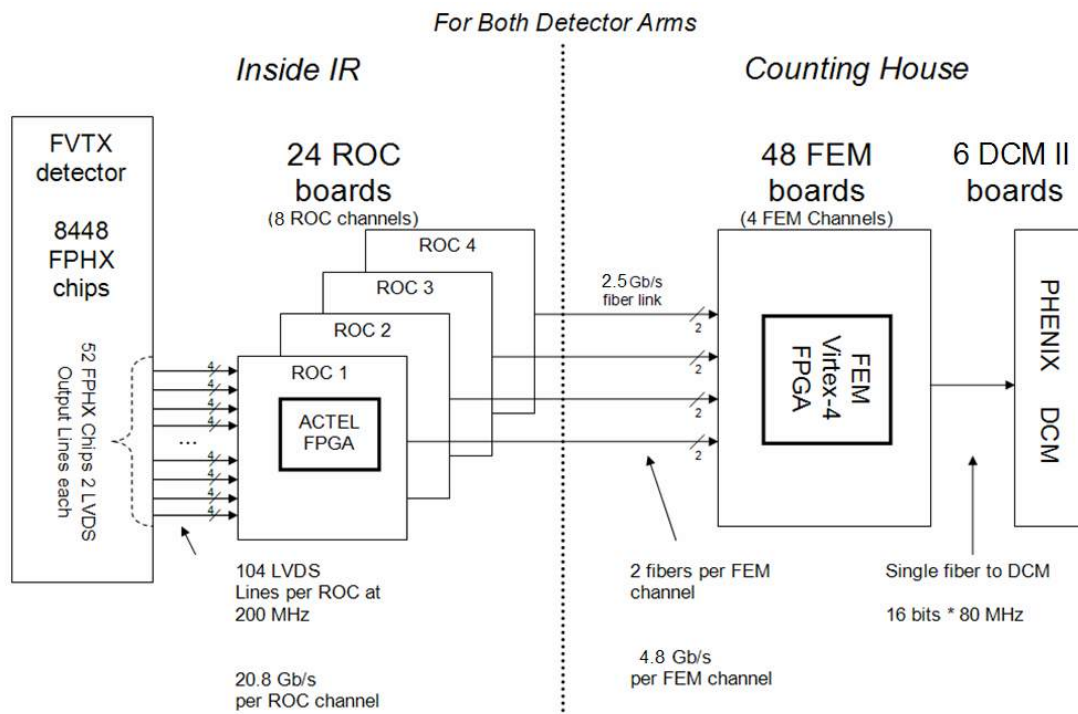 For Both Detector Arms
Inside IR
Counting House
FVTX
detector
8448
FPHX
chips
52 FPHX Chips 2 LVDS
Output Lines each
24 ROC
boards
(8 ROC channels)
ROC 4
ROC 3
ROC 2
ROC 1
ACTEL
FPGA
4
4
4
4
...
4
4
4
4
104 LVDS
Lines per ROC at
200 MHz
20.8 Gb/s
per ROC channel
2.5 Gb/s
fiber link
2
2
2
2
2 fibers per FEM
channel
4.8 Gb/s
per FEM channel
48 FEM
boards
(4 FEM Channels)
FEM
Virtex-4
FPGA
6 DCM II
boards
PHENIX DCM
Single fiber to DCM
16 bits * 80 MHz